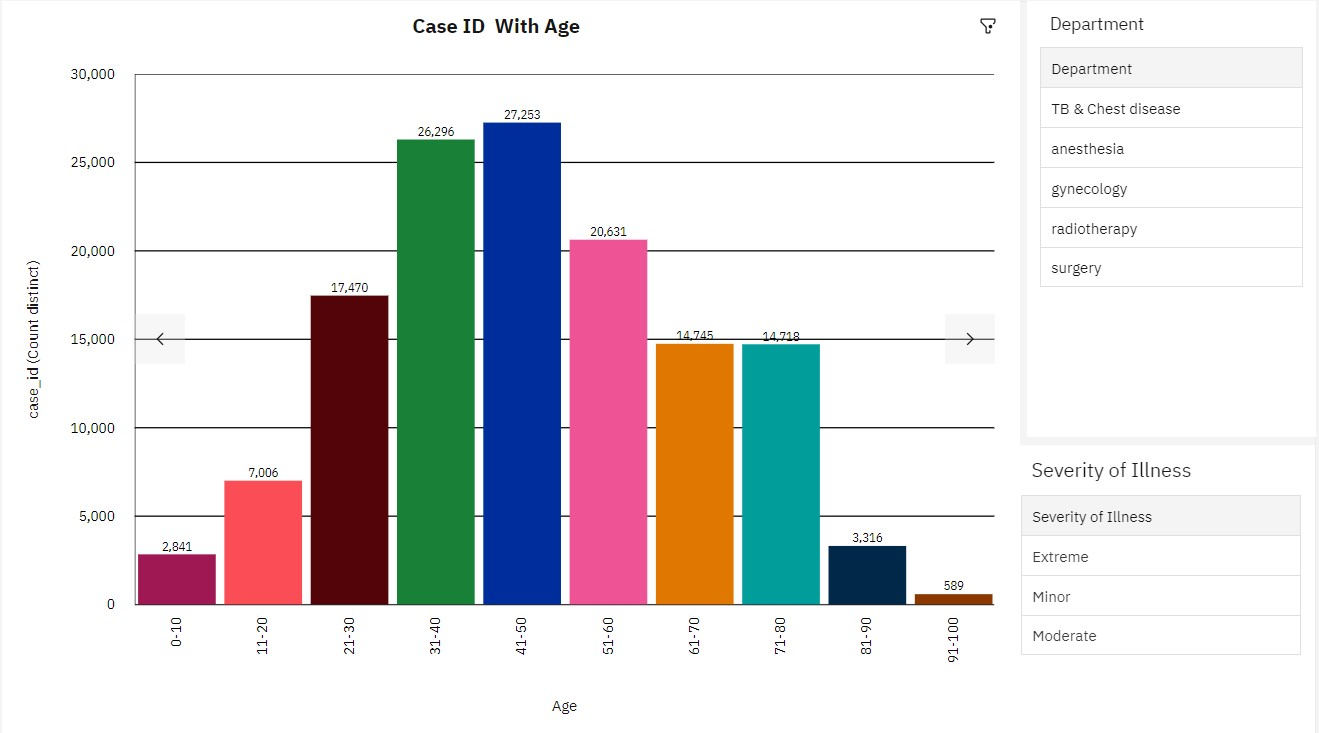 Case ID  With Age
30,000
25,000
20,000
15,000
10,000
5,000
0
case_id (Count distinct)
2,841
7,006
17,470
26,296
27,253
20,631
14,745
14,718
3,316
589
0-10
11-20
21-30
31-40
41-50
51-60
61-70
71-80
81-90
91-100
Age
Department
Department
TB & Chest disease
anesthesia
gynecology
radiotherapy
surgery
Severity of Illness
Severity of Illness
Extreme
Minor
Moderate